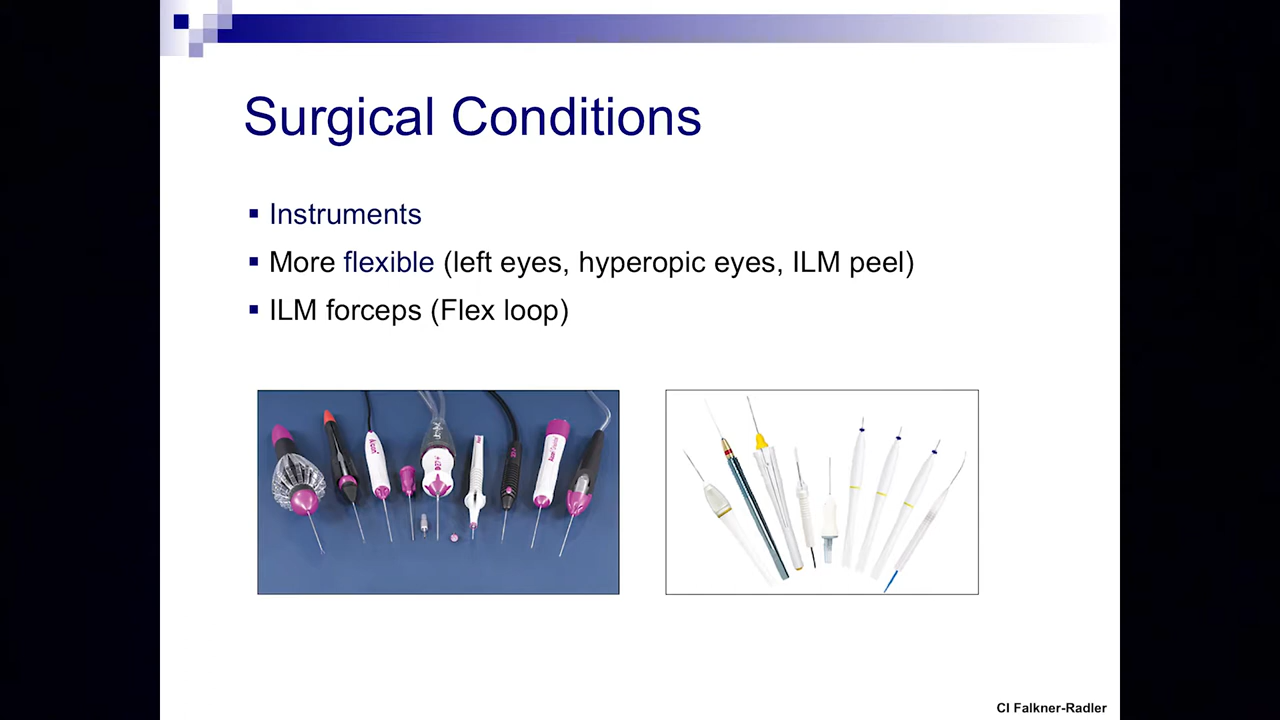 Surgical Conditions
Instruments
More flexible (left eyes, hyperopic eyes, ILM peel)
ILM forceps (Flex loop)
CI Falkner-Radler